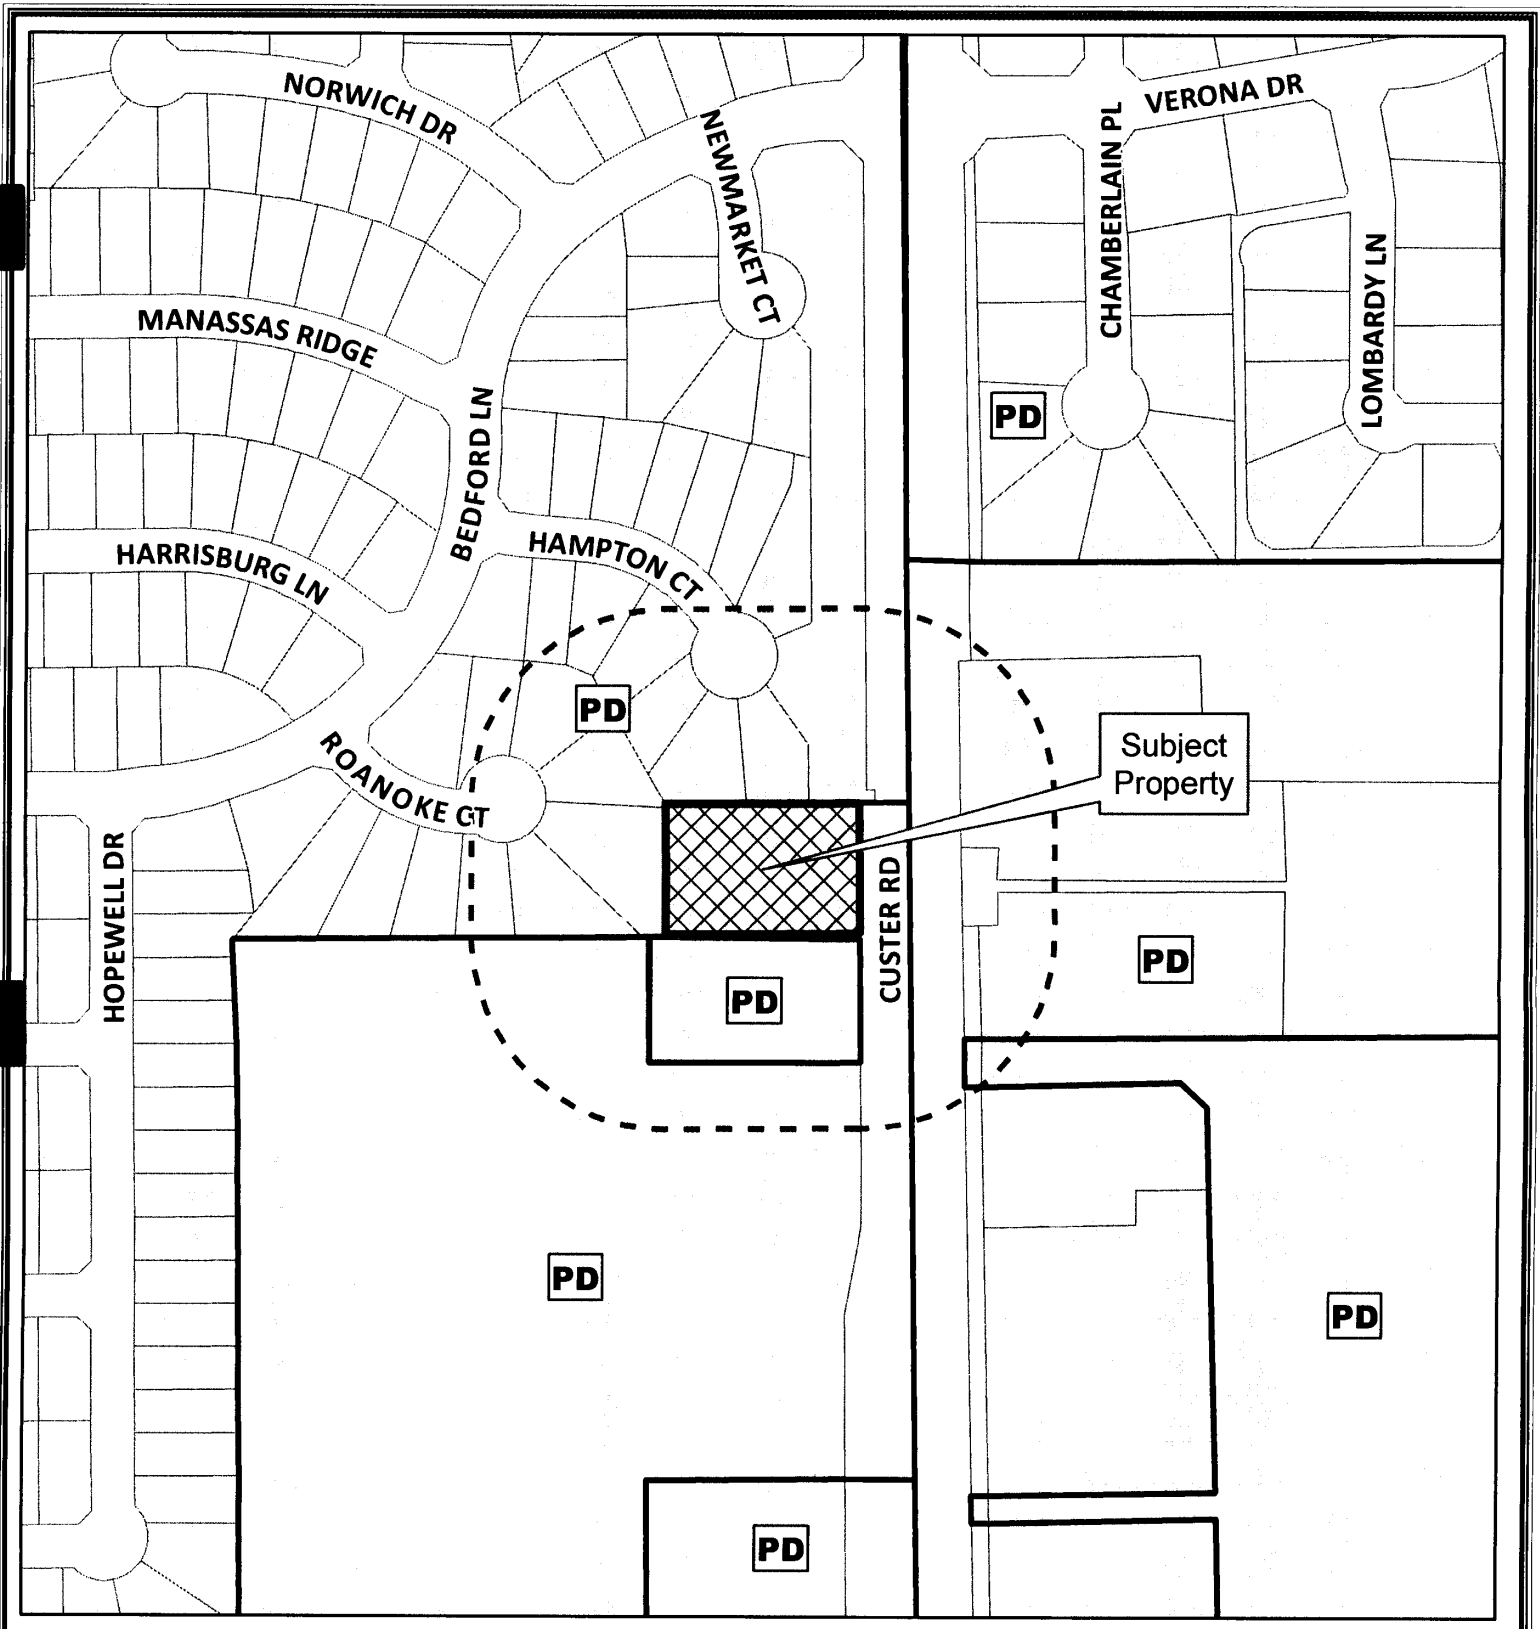 NORWICH DR
VERONA DR
NEWMARKET CT
CHAMBERLAIN PL
LOMBARDY LN
MANASSAS RIDGE
BEDFORD LN
PD
HAMPTON CT
HARRISBURG LN
PD
Subject
Property
ROANOKE CT
HOPEWELL DR
CUSTER RD
PD
PD
PD
PD
PD